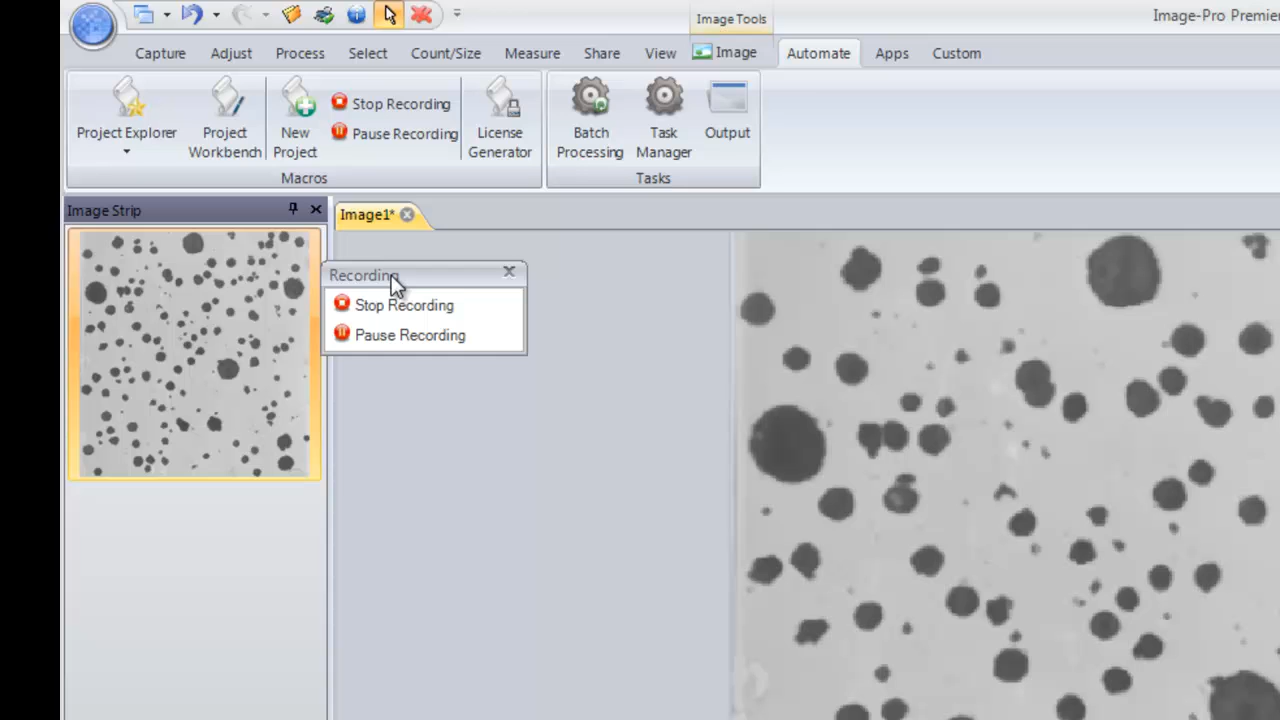 Image Tools
Image-Pro Premier
Capture Adjust Process Select Count/Size Measure Share View Image Automate Apps Custom
Project Explorer
Project Workbench
New Project
Stop Recording
Pause Recording
License Generator
Macros
Batch Processing
Task Manager
Output
Tasks
Image Strip
Image1*
Recording
Stop Recording
Pause Recording